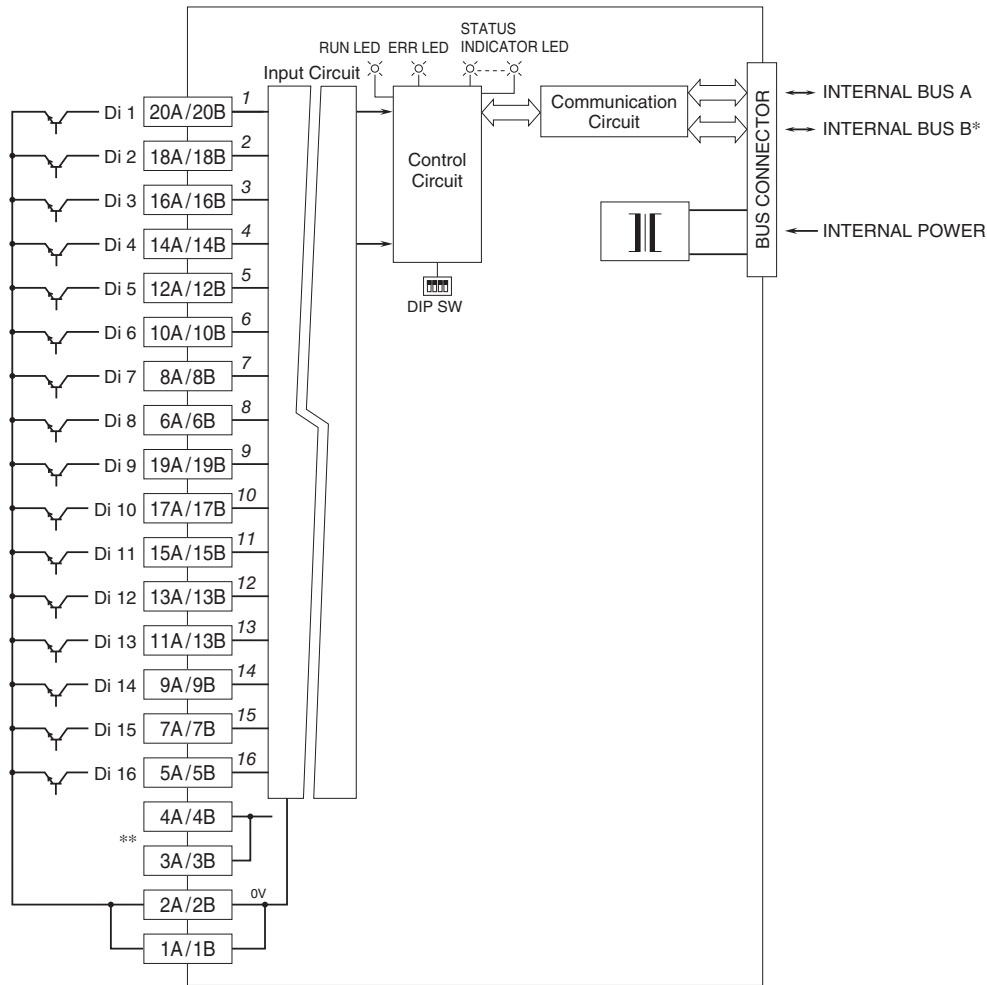 STATUS
RUN LED ERR LED INDICATOR LED
Input Circuit
Di 1 20A/20B 1
Di 2 18A/18B 2
Di 3 16A/16B 3
Di 4 14A/14B 4
Di 5 12A/12B 5
Di 6 10A/10B 6
Di 7 8A/8B 7
Di 8 6A/6B 8
Di 9 19A/19B 9
Di 10 17A/17B 10
Di 11 15A/15B 11
Di 12 13A/13B 12
Di 13 11A/13B 13
Di 14 9A/9B 14
Di 15 7A/7B 15
Di 16 5A/5B 16
4A/4B
**
3A/3B
2A/2B 0V
1A/1B
Control
Circuit
DIP SW
Communication
Circuit
BUS CONNECTOR
INTERNAL BUS A
INTERNAL BUS B*
INTERNAL POWER